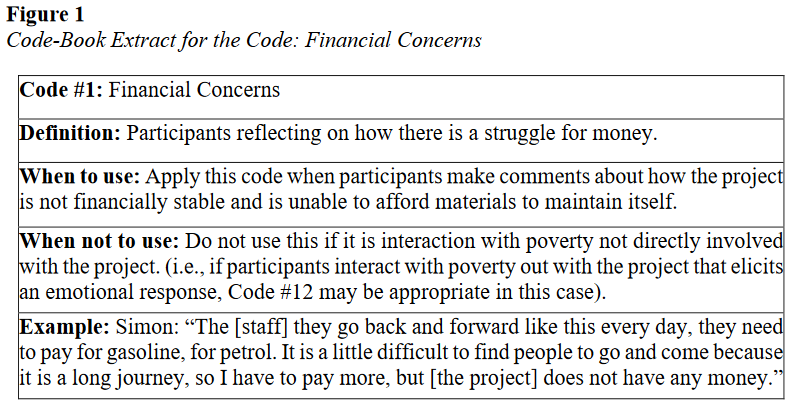 Figure 1
Code-Book Extract for the Code: Financial Concerns
Code #1: Financial Concerns
Definition: Participants reflecting on how there is a struggle for money.
When to use: Apply this code when participants make comments about how the project
is not financially stable and is unable to afford materials to maintain itself.
When not to use: Do not use this if it is interaction with poverty not directly involved
with the project. (i.e., if participants interact with poverty out with the project that elicits
an emotional response, Code #12 may be appropriate in this case).
Example: Simon: “The [staff] they go back and forward like this every day, they need
to pay for gasoline, for petrol. It is a little difficult to find people to go and come because
it is a long journey, so I have to pay more, but [the project] does not have any money.”